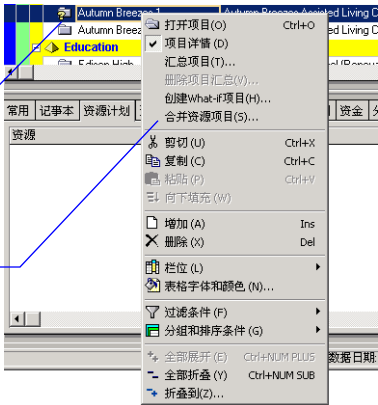 Autumn Breeze 1 Autumn Breeze Assisted Living C
Autumn Breez Living C
Education
Edison High
打开项目(O) Ctrl+O
项目详情 (D)
汇总项目(T)...
删除项目汇总(V)...
创建What-if项目(H)...
合并资源项目(S)...
剪切(U) Ctrl+X
复制(C) Ctrl+C
粘贴(P) Ctrl+V
向下填充(W)
增加(A) Ins
删除(X) Del
栏位(L)
表格字体和颜色(N)...
过滤条件(F)
分组和排序条件(G)
全部展开(E) Ctrl+NUM PLUS
全部折叠(Y) Ctrl+NUM SUB
折叠到(Z)...
常用 记事本 资源计划 资金
资源
数据日期